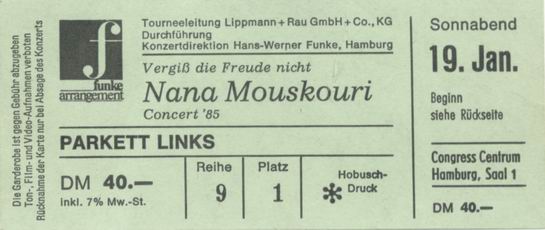 Die Garderobe ist gegen Gebühr abzugeben
Ton-, Film- und Video-Aufnahmen verboten
Rücknahme der Karte nur bei Absage des Konzerts
f
funke
arrangement
Tourneeleitung Lippmann + Rau GmbH + Co., KG
Durchführung
Konzertdirektion Hans-Werner Funke, Hamburg
Vergiß die Freude nicht
Nana Mouskouri
Concert '85
PARKETT LINKS
DM 40.—
inkl. 7% Mw.-St.
Reihe
9
Platz
1
Hobusch-
Druck
Sonnabend
19. Jan.
Beginn
siehe Rückseite
Congress Centrum
Hamburg, Saal 1
DM 40.—